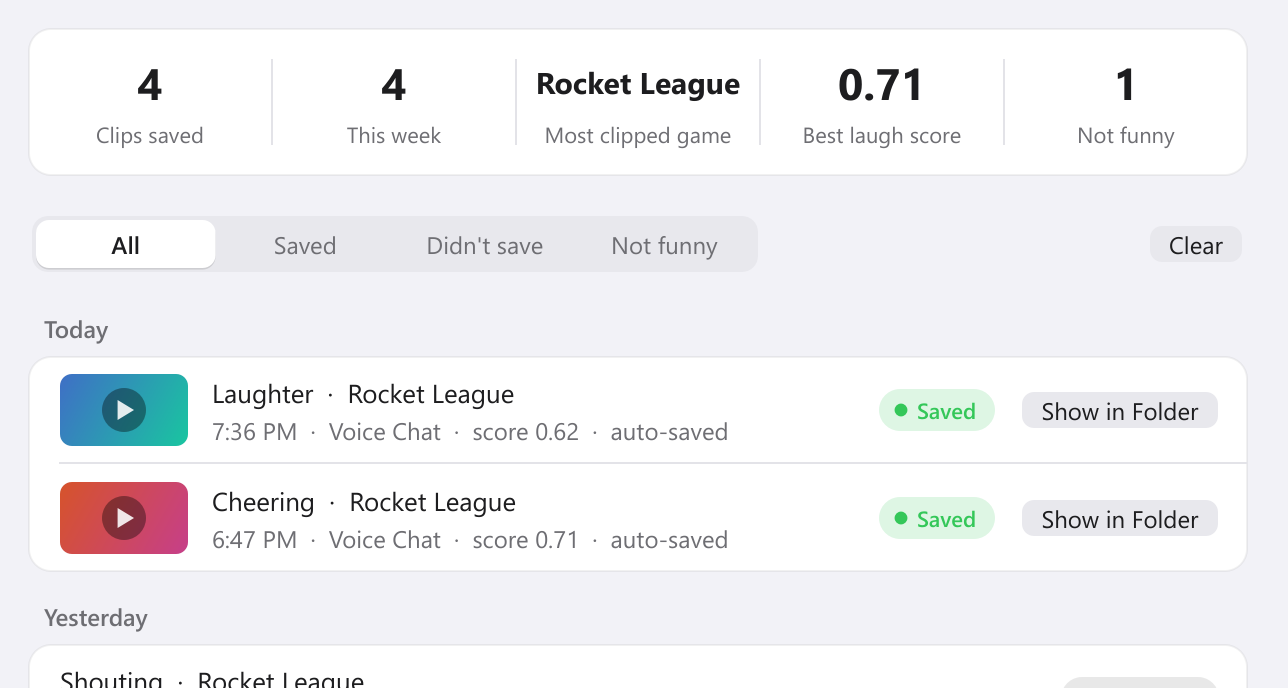 4
Clips saved
4
This week
Rocket League
Most clipped game
0.71
Best laugh score
1
Not funny
All
Saved
Didn't save
Not funny
Clear
Today
Laughter · Rocket League
7:36 PM · Voice Chat · score 0.62 · auto-saved
Saved
Show in Folder
Cheering · Rocket League
6:47 PM · Voice Chat · score 0.71 · auto-saved
Saved
Show in Folder
Yesterday
Shouting · Rocket League